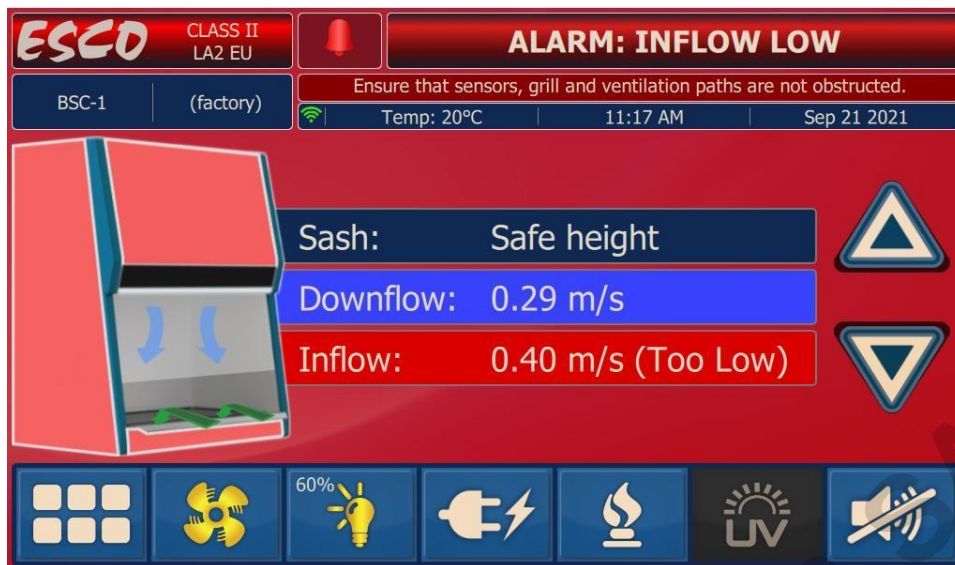 ESCO
CLASS II
LA2 EU
ALARM: INFLOW LOW
Ensure that sensors, grill and ventilation paths are not obstructed.
BSC-1 (factory)
Temp: 20°C 11:17 AM Sep 21 2021
Sash: Safe height
Downflow: 0.29 m/s
Inflow: 0.40 m/s (Too Low)
60%
UV